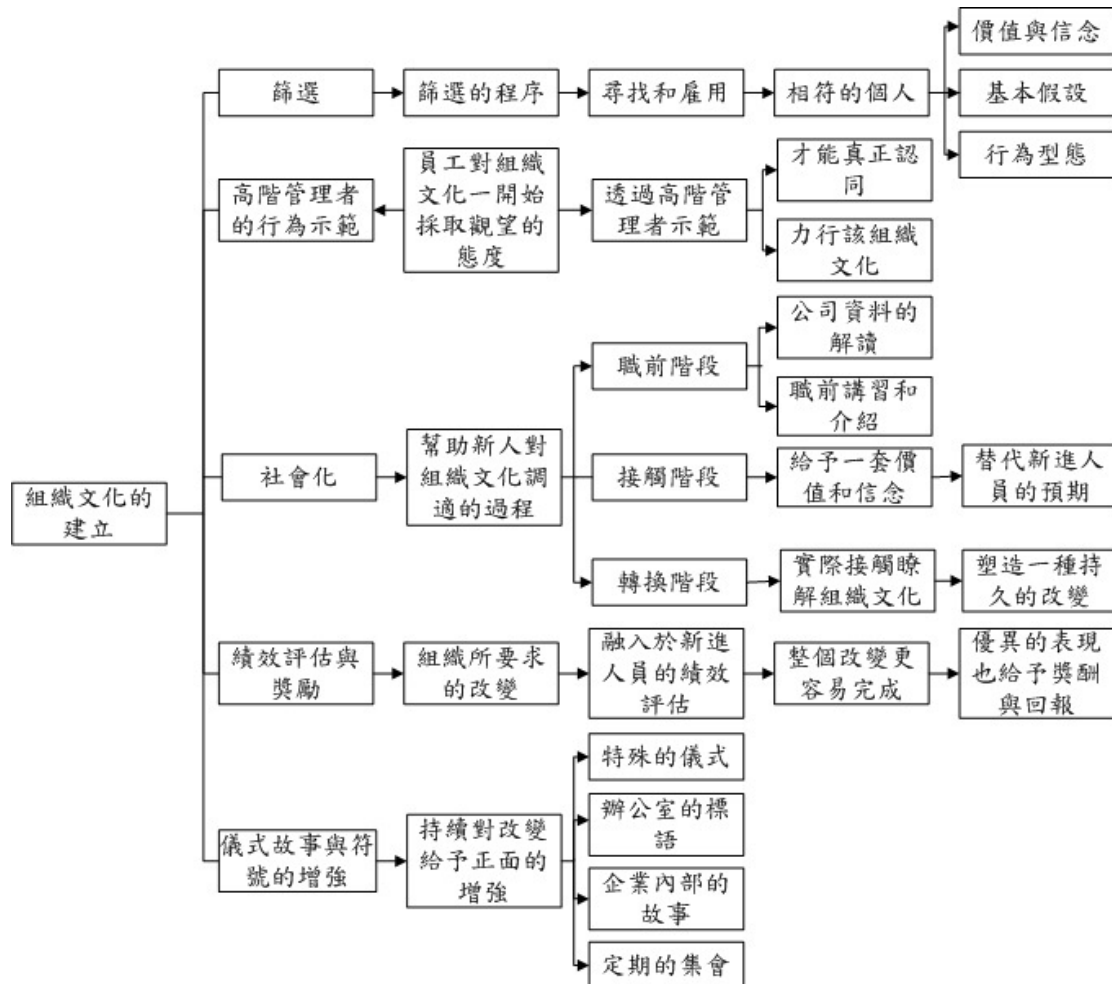 價值與信念
篩選
篩選的程序
尋找和雇用
相符的個人
基本假設
行為型態
高階管理者
的行為示範
員工對組織
文化一開始
採取觀望的
態度
透過高階管
理者示範
才能真正認
同
力行該組織
文化
公司資料的
解讀
職前階段
職前講習和
介紹
組織文化的
建立
社會化
幫助新人對
組織文化調
適的過程
接觸階段
給予一套價
值和信念
替代新進人
員的預期
轉換階段
實際接觸瞭
解組織文化
塑造一種持
久的改變
績效評估與
獎勵
組織所要求
的改變
融入於新進
人員的績效
評估
整個改變更
容易完成
優異的表現
也給予獎酬
與回報
儀式故事與符
號的增強
持續對改變
給予正面的
增強
特殊的儀式
辦公室的標
語
企業內部的
故事
定期的集會